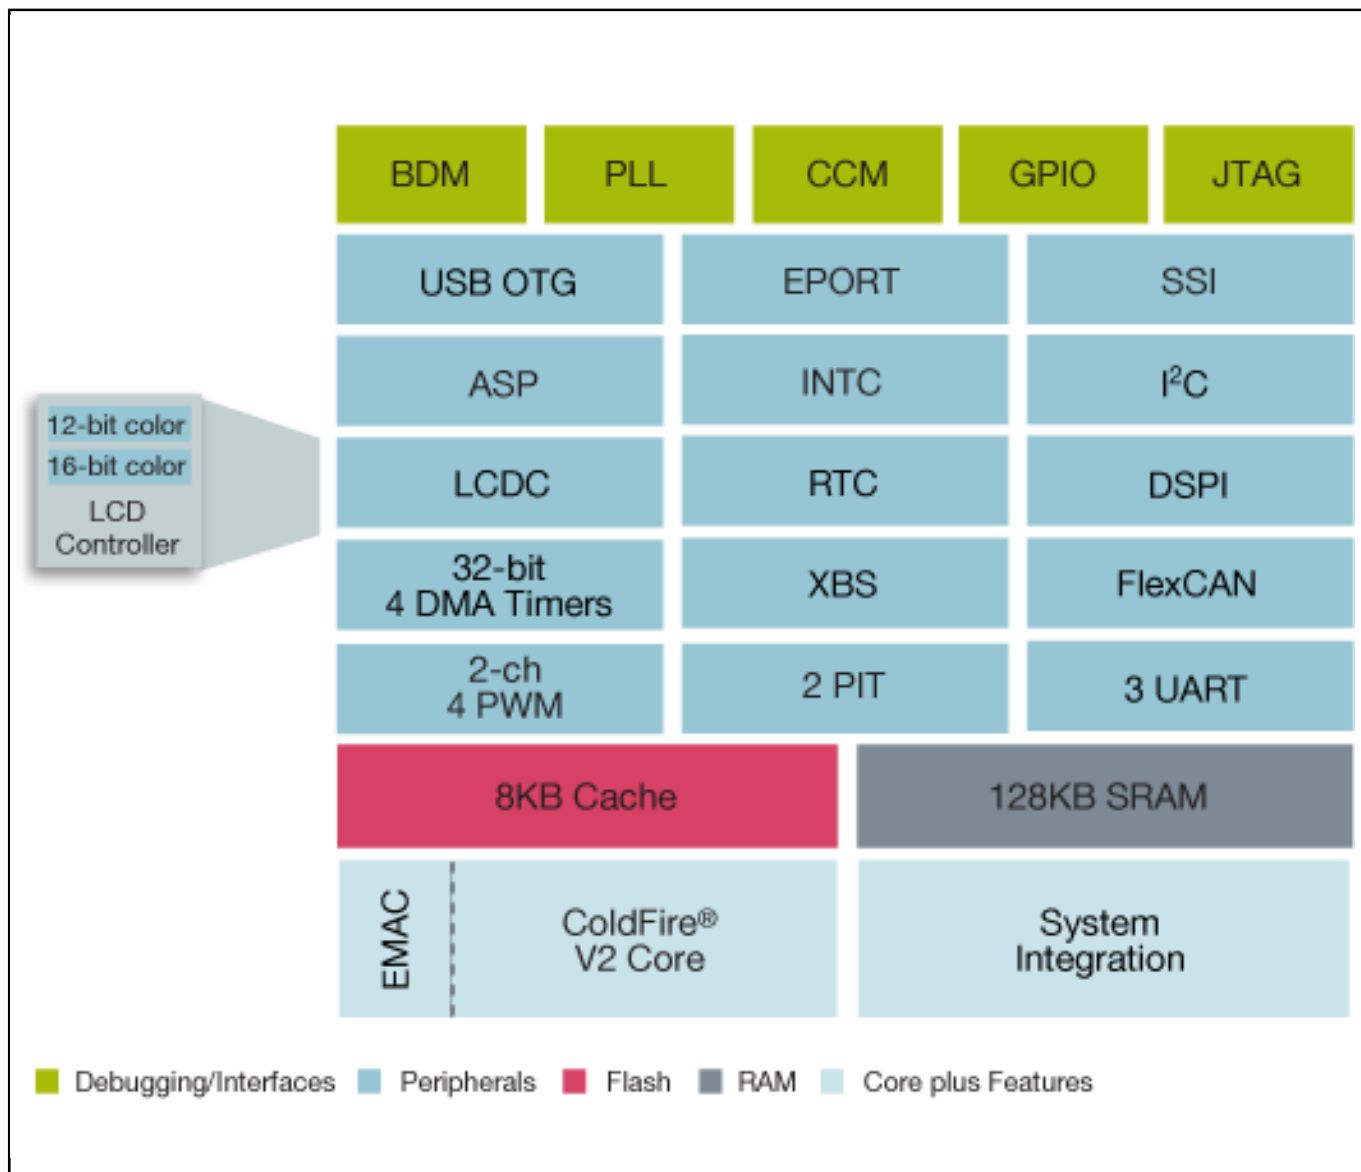 BDM PLL CCM GPIO JTAG
USB OTG EPORT SSI
ASP INTC I²C
12-bit color
16-bit color
LCD
Controller
LCDC RTC DSPI
32-bit
4 DMA Timers
XBS FlexCAN
2-ch
4 PWM
2 PIT 3 UART
8KB Cache 128KB SRAM
EMAC
ColdFire®
V2 Core
System
Integration
Debugging/Interfaces Peripherals Flash RAM Core plus Features